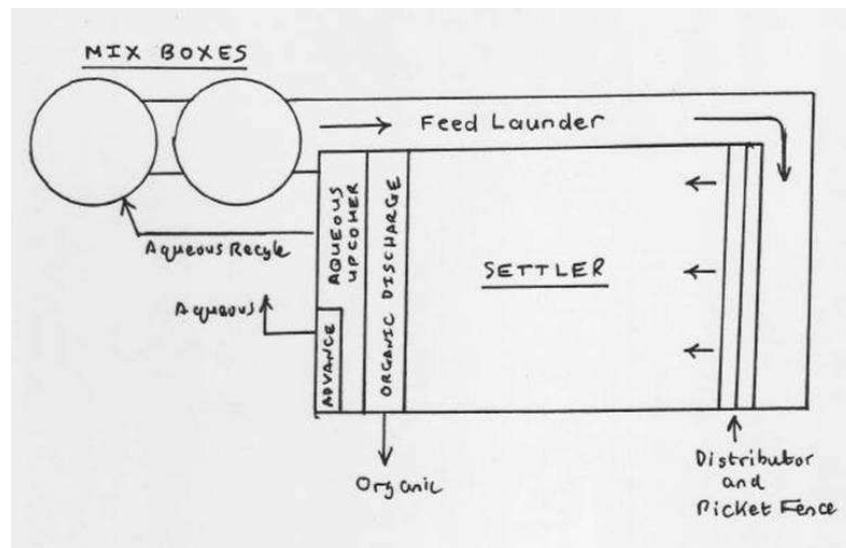 MIX BOXES
Feed Launder
AQUEOUS
UPCOMER
ORGANIC DISCHARGE
SETTLER
Aqueous Recyle
Aqueous
ADVANCE
Organic
Distributor
and
Picket Fence